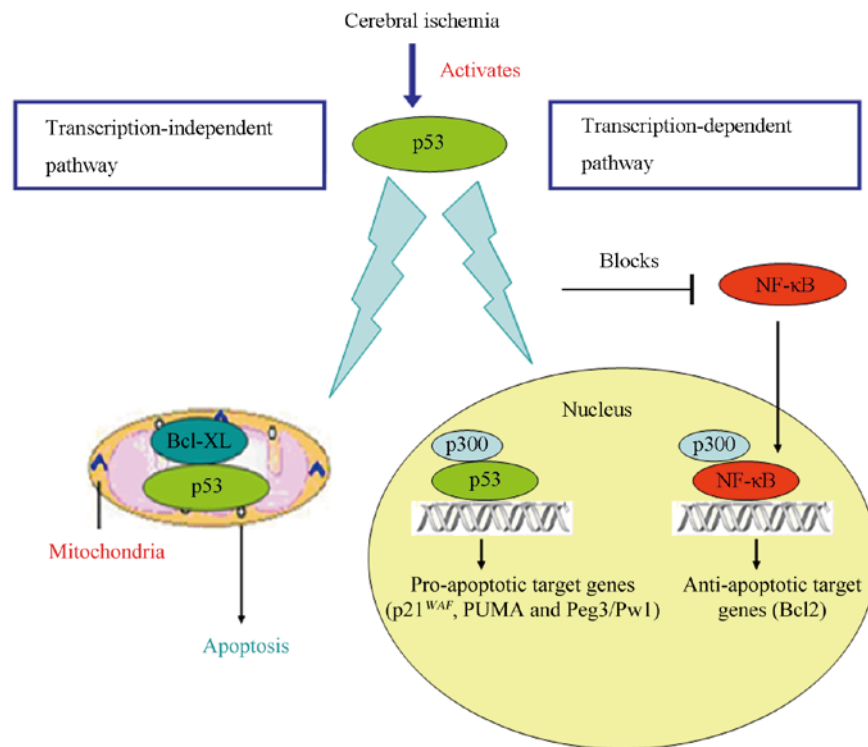 Cerebral ischemia
Activates
Transcription-independent
pathway
p53
Transcription-dependent
pathway
Blocks
NF-κB
Bcl-XL
p53
Mitochondria
Apoptosis
Nucleus
p300
p53
p300
NF-κB
Pro-apoptotic target genes
(p21WAF, PUMA and Peg3/Pw1)
Anti-apoptotic target
genes (Bcl2)